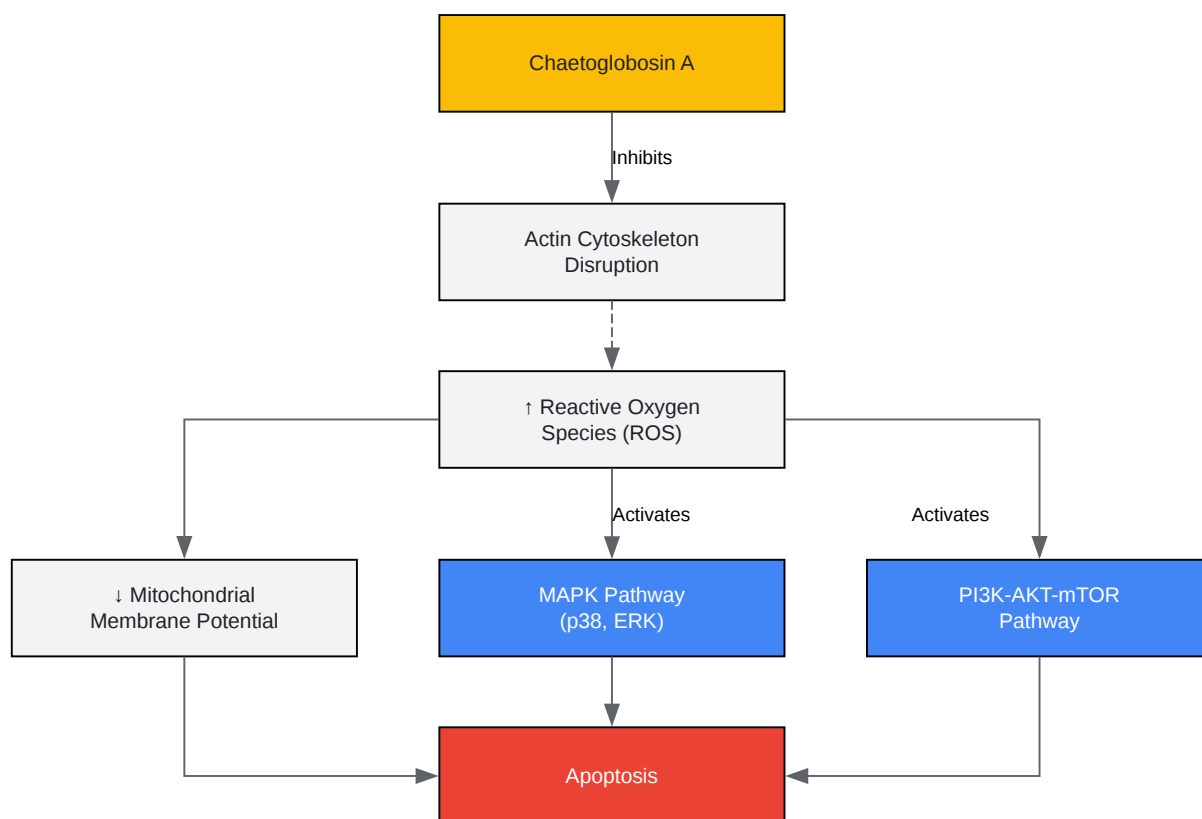 Chaetoglobosin A
Inhibits
Actin Cytoskeleton
Disruption
↑ Reactive Oxygen
Species (ROS)
Activates
Activates
↓ Mitochondrial
Membrane Potential
MAPK Pathway
(p38, ERK)
PI3K-AKT-mTOR
Pathway
Apoptosis